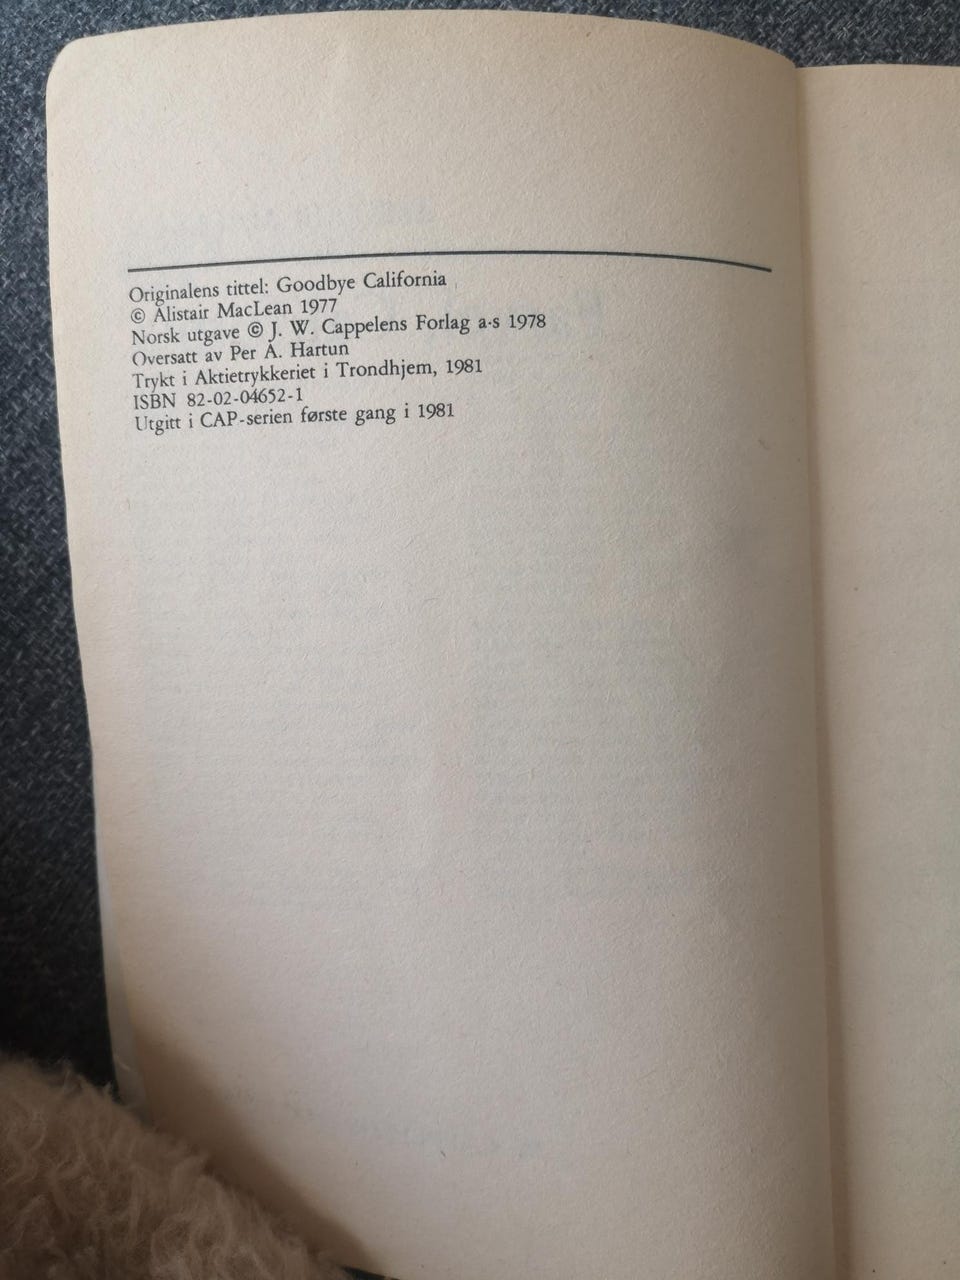 Originalens tittel: Goodbye California
© Alistair MacLean 1977
Norsk utgave © J. W. Cappelens Forlag a·s 1978
Oversatt av Per A. Hartun
Trykt i Aktietrykkeriet i Trondhjem, 1981
ISBN 82-02-04652-1
Utgitt i CAP-serien første gang i 1981